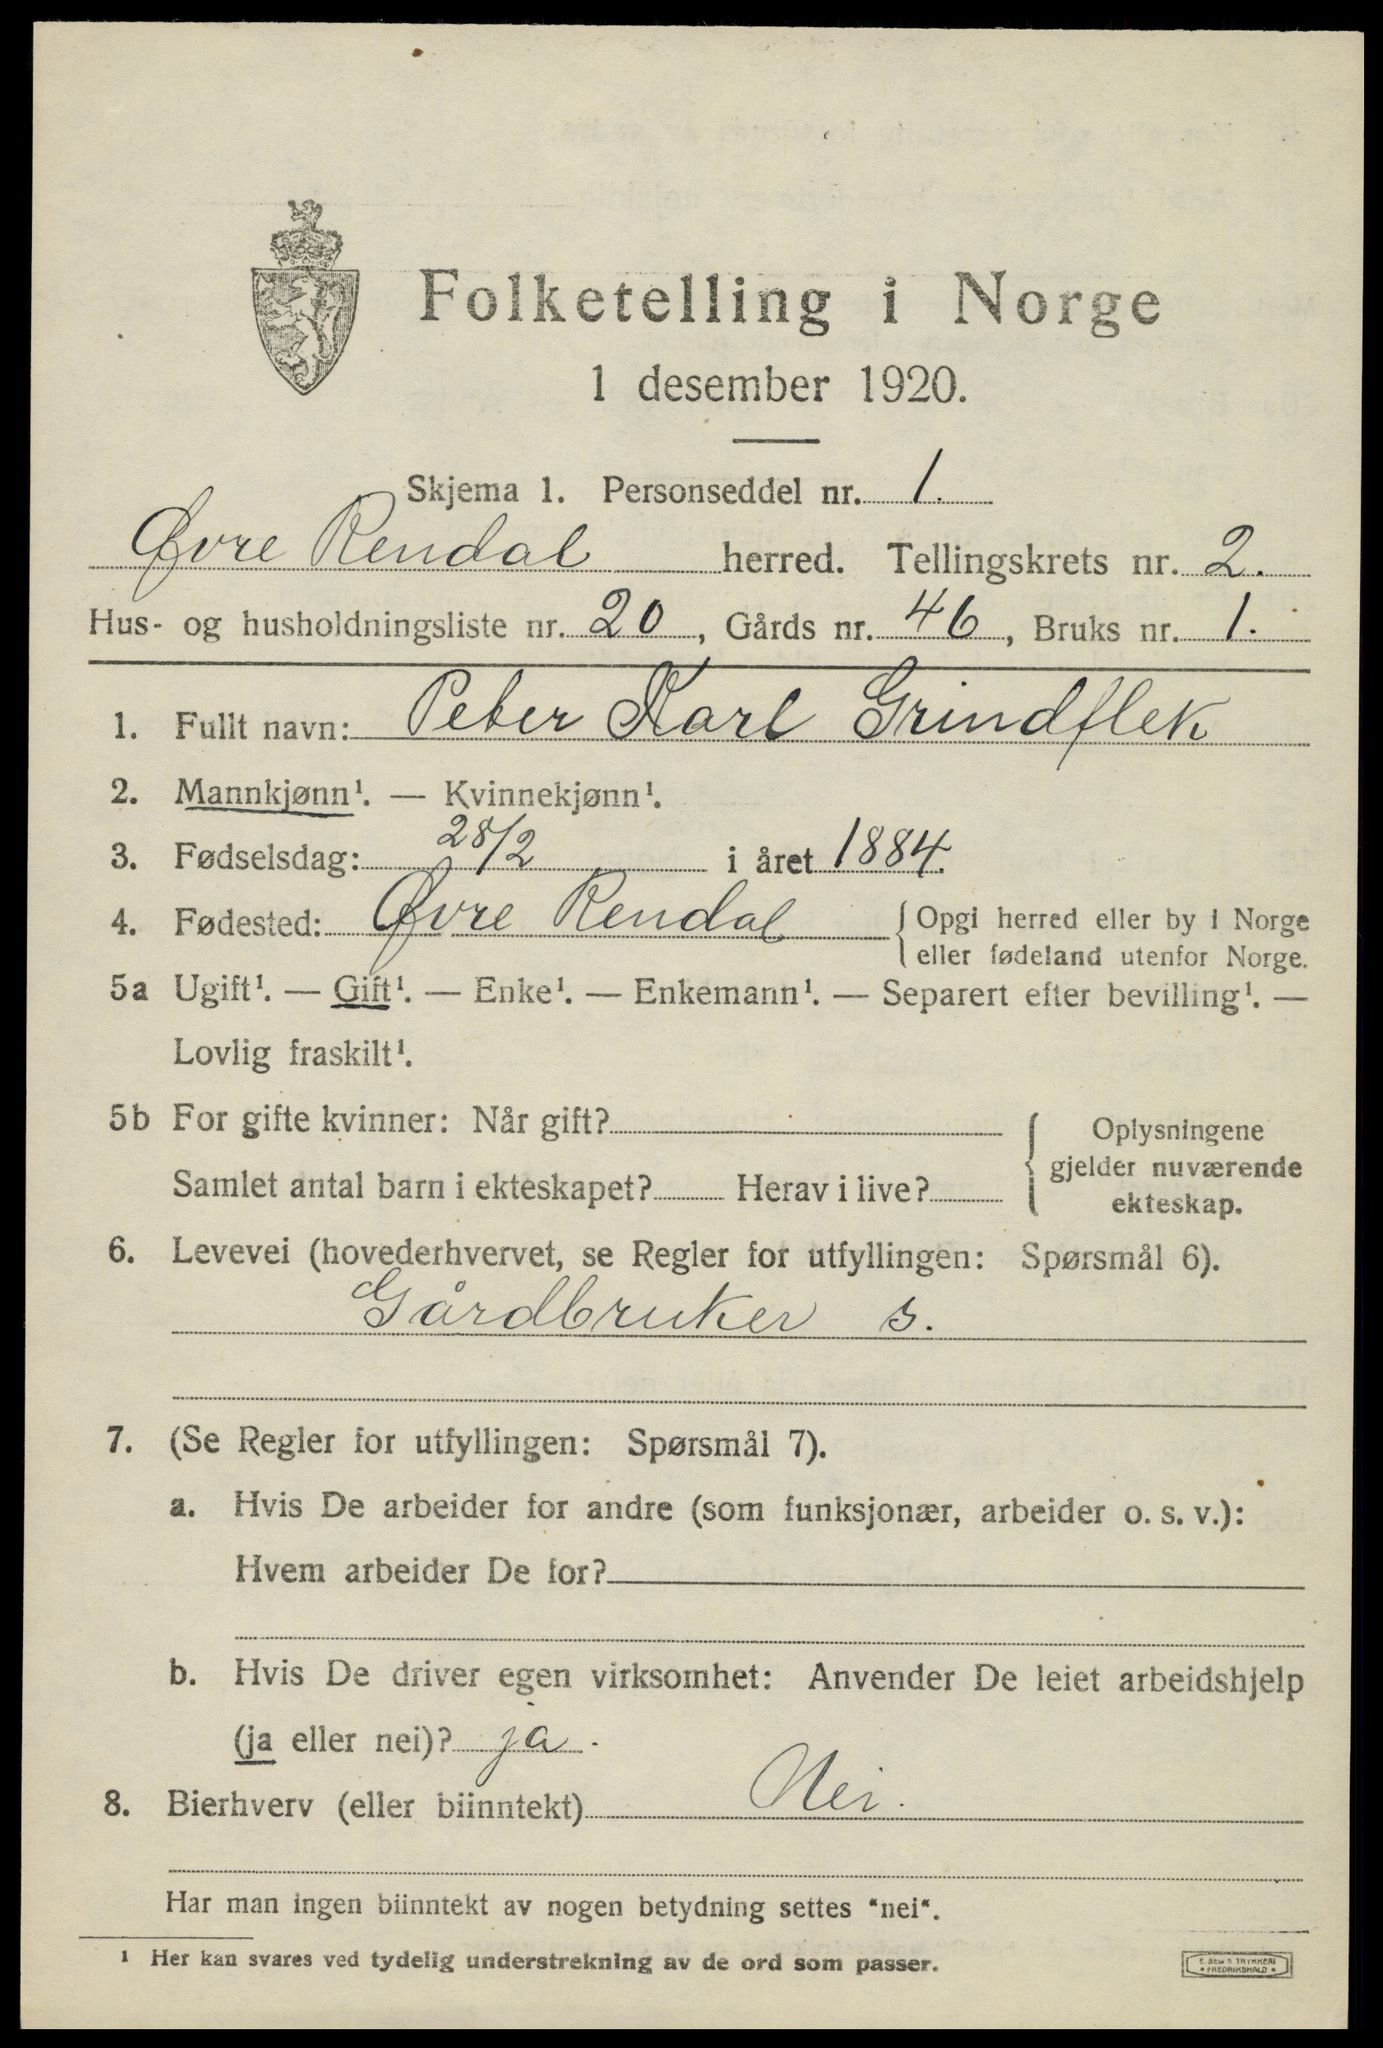 Folketelling i Norge
1 desember 1920.
Skjema 1. Personseddel nr. 1.
Øvre Rendal herred. Tellingskrets nr. 2.
Hus- og husholdningsliste nr. 20, Gårds nr. 46, Bruks nr. 1.
1. Fullt navn: Peter Karl Grindflek
2. Mannkjønn¹. — Kvinnekjønn¹.
3. Fødselsdag: 28/2 i året 1884.
4. Fødested: Øvre Rendal { Opgi herred eller by i Norge
eller fødeland utenfor Norge.
5a Ugift¹. — Gift¹. — Enke¹. — Enkemann¹. — Separert efter bevilling¹. —
Lovlig fraskilt¹.
5b For gifte kvinner: Når gift?
Samlet antal barn i ekteskapet? Herav i live?
{ Oplysningene
gjelder nuværende
ekteskap.
6. Levevei (hovederhvervet, se Regler for utfyllingen: Spørsmål 6).
Gårdbruker s.
7. (Se Regler for utfyllingen: Spørsmål 7).
a. Hvis De arbeider for andre (som funksjonær, arbeider o. s. v.):
Hvem arbeider De for?
b. Hvis De driver egen virksomhet: Anvender De leiet arbeidshjelp
(ja eller nei)? ja.
8. Bierhverv (eller biinntekt) Nei.
Har man ingen biinntekt av nogen betydning settes "nei".
¹ Her kan svares ved tydelig understrekning av de ord som passer.
E. SEM'S TRYKKERI
• FREDRIKSHALD •